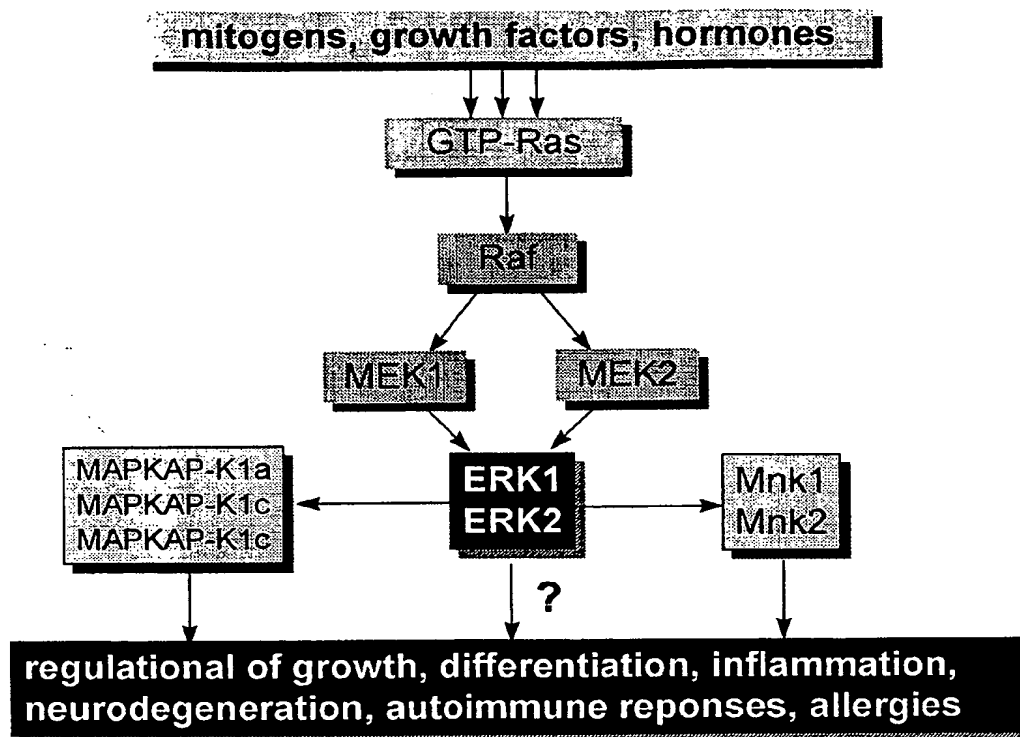 mitogens, growth factors, hormones
GTP-Ras
Raf
MEK1
MEK2
MAPKAP-K1a
MAPKAP-K1c
MAPKAP-K1c
ERK1
ERK2
Mnk1
Mnk2
?
regulational of growth, differentiation, inflammation,
neurodegeneration, autoimmune reponses, allergies